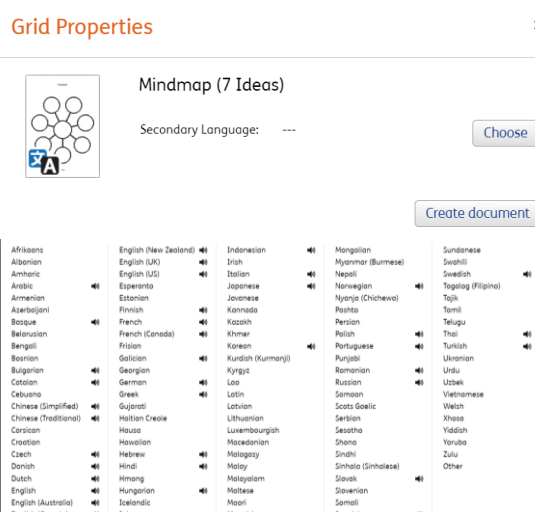 Grid Properties
Mindmap (7 Ideas)
Secondary Language: ---
Choose
文 A
Create document
Afrikaans
Albanian
Amharic
Arabic
Armenian
Azerbaijani
Basque
Belarusian
Bengali
Bosnian
Bulgarian
Catalan
Cebuano
Chinese (Simplified)
Chinese (Traditional)
Corsican
Croatian
Czech
Danish
Dutch
English
English (Australia)
English (New Zealand)
English (UK)
English (US)
Esperanto
Estonian
Finnish
French
French (Canada)
Frisian
Galician
Georgian
German
Greek
Gujarati
Haitian Creole
Hausa
Hawaiian
Hebrew
Hindi
Hmong
Hungarian
Icelandic
Indonesian
Irish
Italian
Japanese
Javanese
Kannada
Kazakh
Khmer
Korean
Kurdish (Kurmanji)
Kyrgyz
Lao
Latin
Latvian
Lithuanian
Luxembourgish
Macedonian
Malagasy
Malay
Malayalam
Maltese
Maori
Mongolian
Myanmar (Burmese)
Nepali
Norwegian
Nyanja (Chichewa)
Pashto
Persian
Polish
Portuguese
Punjabi
Romanian
Russian
Samoan
Scots Gaelic
Serbian
Sesotho
Shona
Sindhi
Sinhala (Sinhalese)
Slovak
Slovenian
Somali
Sundanese
Swahili
Swedish
Tagalog (Filipino)
Tajik
Tamil
Telugu
Thai
Turkish
Ukranian
Urdu
Uzbek
Vietnamese
Welsh
Xhosa
Yiddish
Yoruba
Zulu
Other